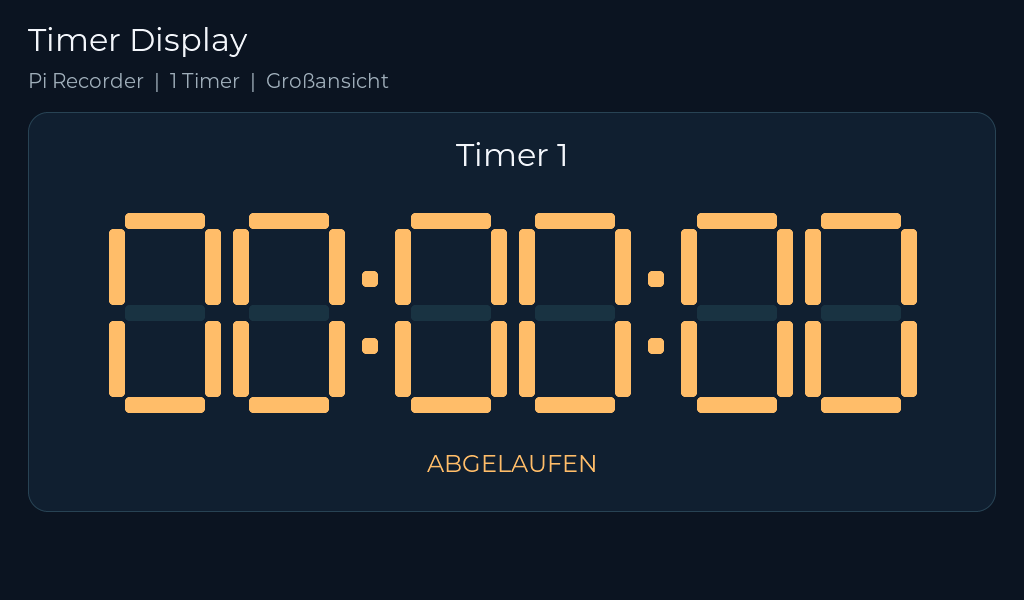 Timer Display
Pi Recorder | 1 Timer | Großansicht
Timer 1
00:00:00
ABGELAUFEN